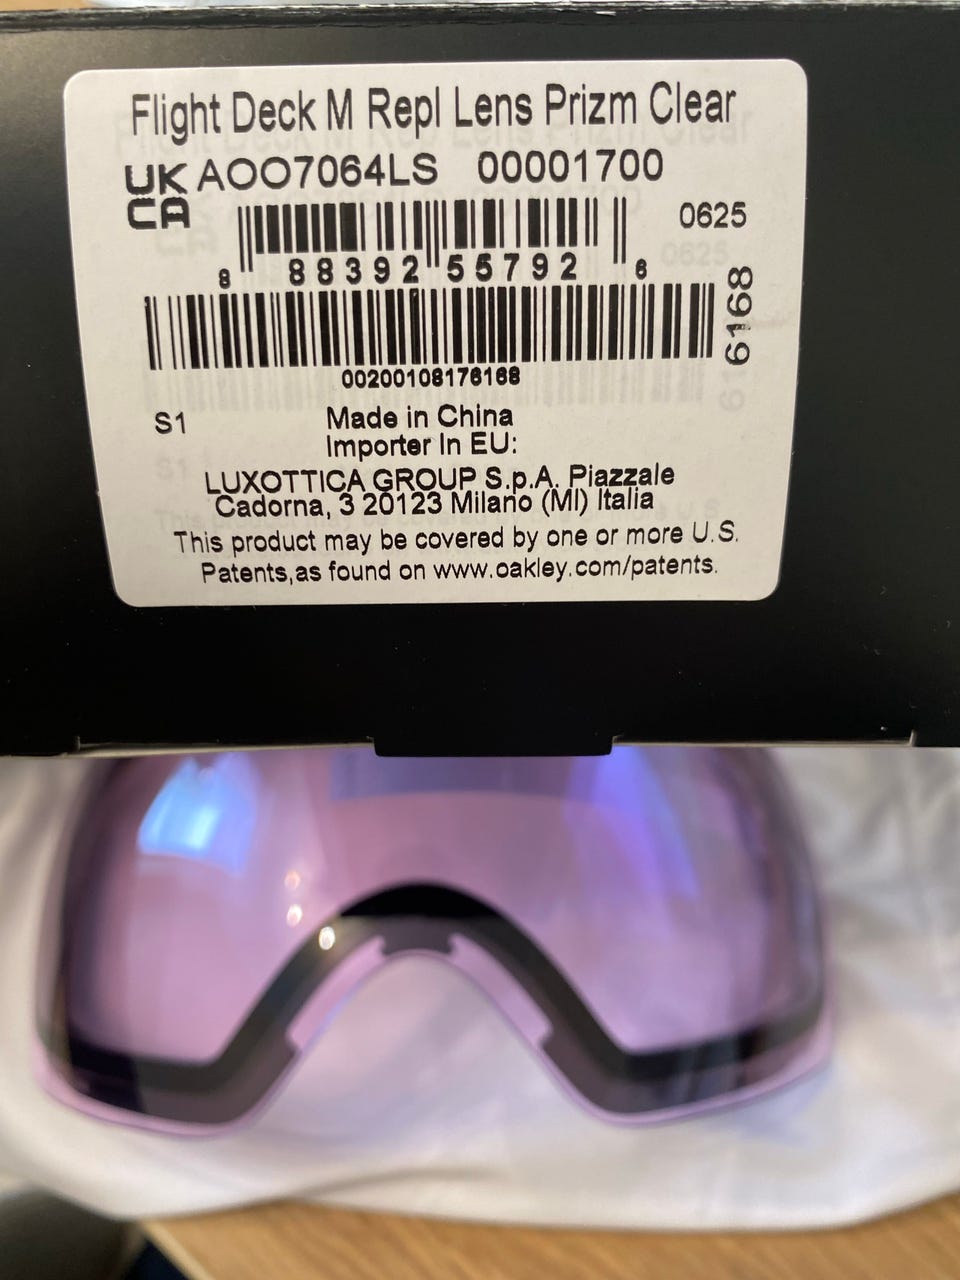 Flight Deck M Repl Lens Prizm Clear
UK CA AOO7064LS 00001700
0625
8 88392 55792 6
6168
00200108176168
S1 Made in China
Importer In EU:
LUXOTTICA GROUP S.p.A. Piazzale
Cadorna, 3 20123 Milano (MI) Italia
This product may be covered by one or more U.S.
Patents,as found on www.oakley.com/patents.